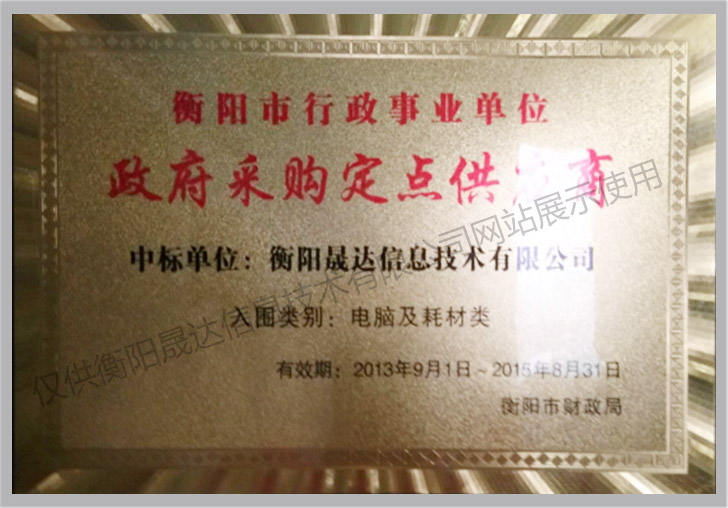 衡阳市行政事业单位
政府采购定点供应商
中标单位：衡阳晟达信息技术有限公司
入围类别：电脑及耗材类
有效期：2013年9月1日~2015年8月31日
衡阳市财政局
仅供衡阳晟达信息技术有限公司网站展示使用